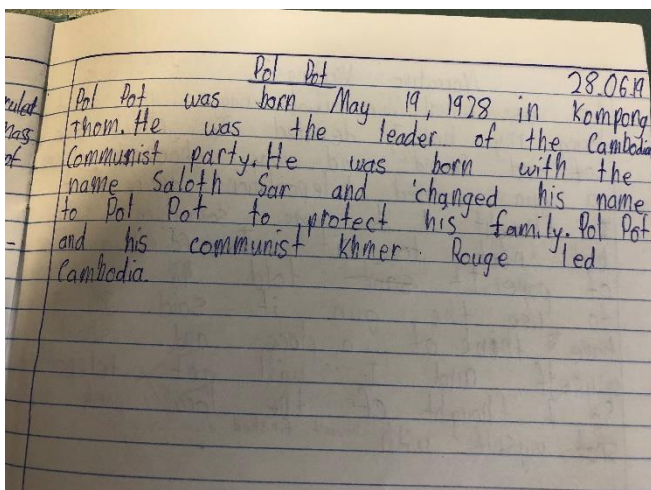 Pol Pot
28.06.19
Pol Pot was born May 19, 1928 in Kompong
Thom. He was the leader of the Cambodia
Communist party. He was born with the
name Saloth Sar and changed his name
to Pol Pot to protect his family. Pol Pot
and his communist Khmer Rouge led
Cambodia.
mass
of